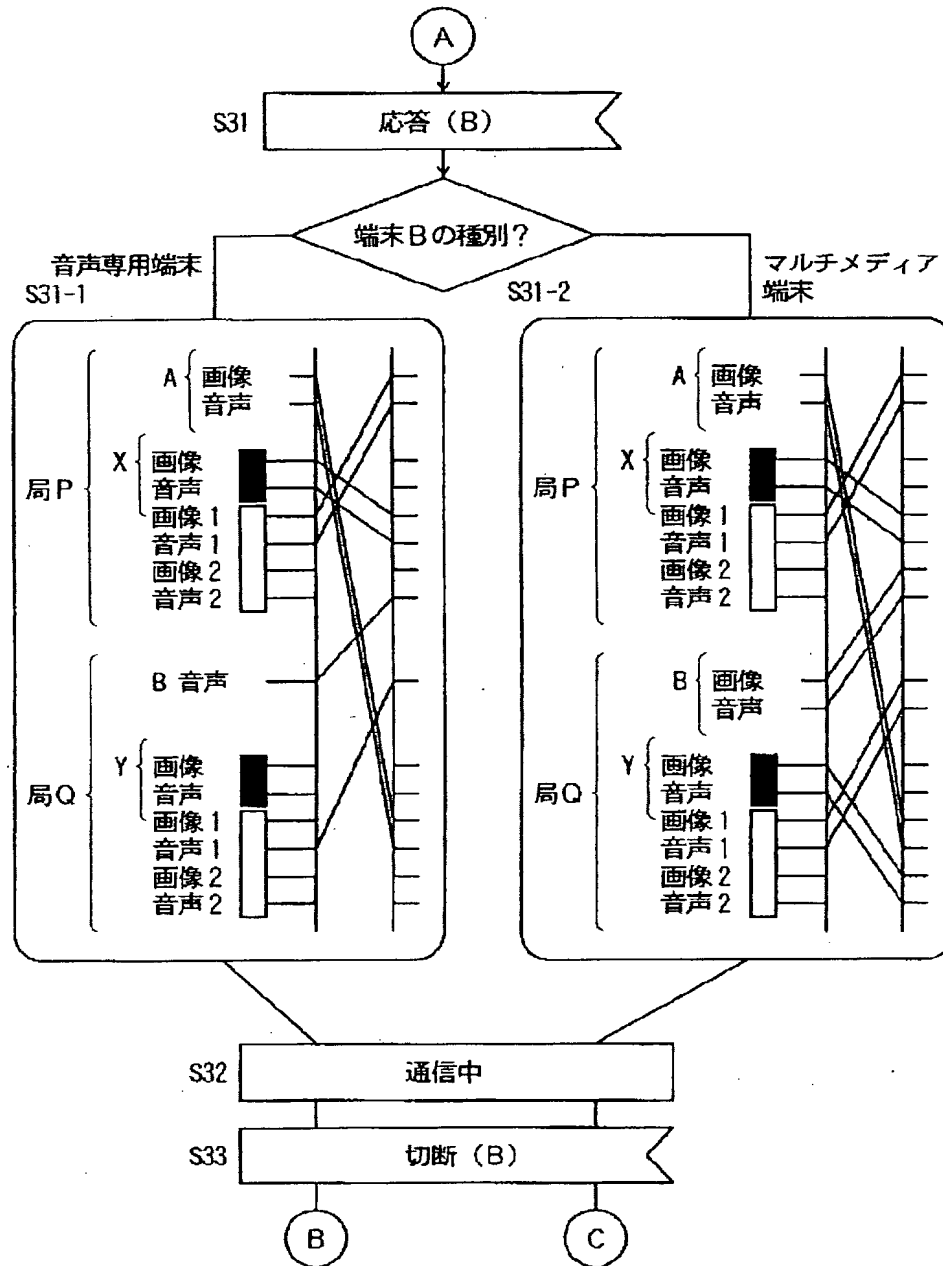 A
S31
応答(B)
端末Bの種別?
音声専用端末
S31-1
S31-2
マルチメディア
端末
局P
A
画像
音声
X
画像
音声
画像1
音声1
画像2
音声2
局Q
B 音声
Y
画像
音声
画像1
音声1
画像2
音声2
局P
A
画像
音声
X
画像
音声
画像1
音声1
画像2
音声2
局Q
B
画像
音声
Y
画像
音声
画像1
音声1
画像2
音声2
S32
通信中
S33
切断(B)
B
C